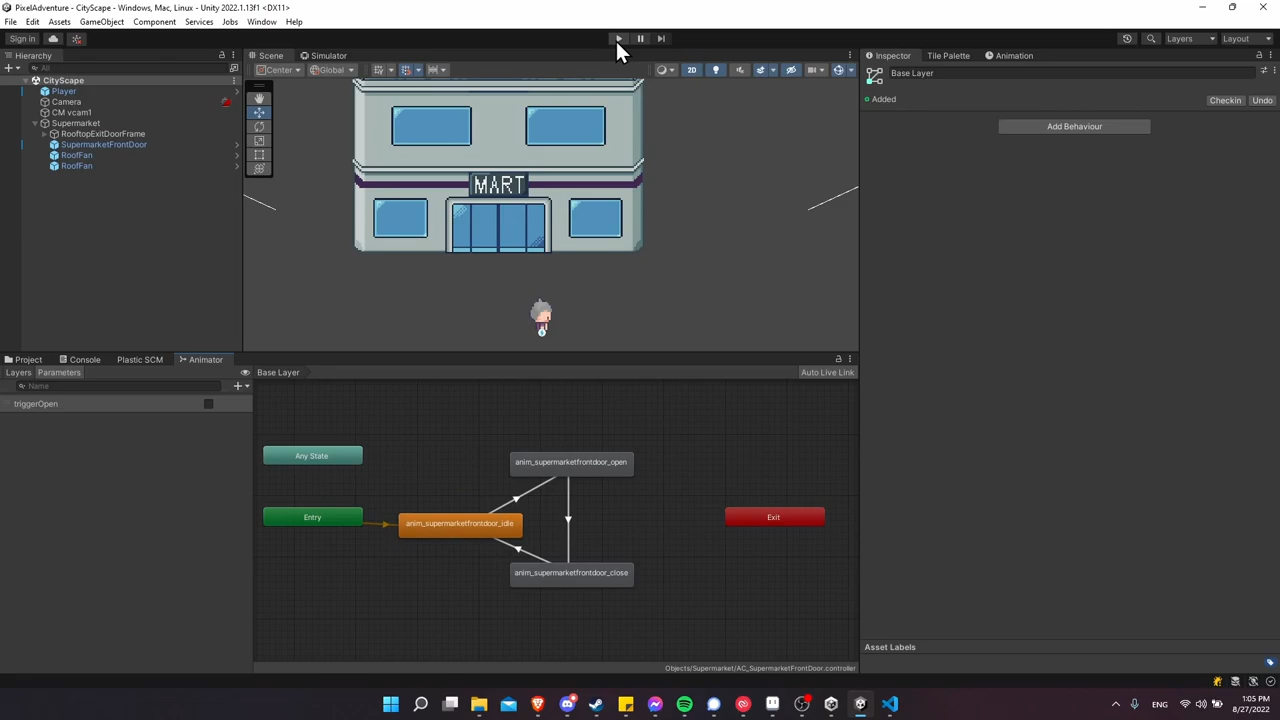 PixelAdventure - CityScape - Windows, Mac, Linux - Unity 2022.1.13f1 <DX11>
File Edit Assets GameObject Component Services Jobs Window Help
Sign in
Layers
Layout
Hierarchy
All
CityScape
Player
Camera
CM vcam1
Supermarket
RooftopExitDoorFrame
SupermarketFrontDoor
RoofFan
RoofFan
Scene Simulator
Center Global
2D
MART
Inspector Tile Palette Animation
Base Layer
Added
Checkin Undo
Add Behaviour
Project Console Plastic SCM Animator
Layers Parameters
Base Layer
Auto Live Link
Name
triggerOpen
Any State
anim_supermarketfrontdoor_open
Entry
anim_supermarketfrontdoor_idle
Exit
anim_supermarketfrontdoor_close
Asset Labels
Objects/Supermarket/AC_SupermarketFrontDoor.controller
ENG
1:05 PM
8/27/2022